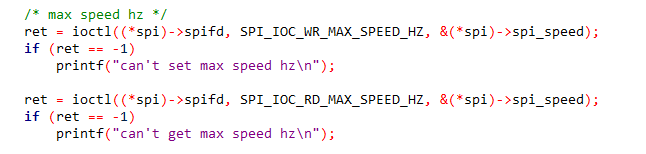 /* max speed hz */
ret = ioctl((*spi)->spifd, SPI_IOC_WR_MAX_SPEED_HZ, &(*spi)->spi_speed);
if (ret == -1)
    printf("can't set max speed hz\n");

ret = ioctl((*spi)->spifd, SPI_IOC_RD_MAX_SPEED_HZ, &(*spi)->spi_speed);
if (ret == -1)
    printf("can't get max speed hz\n");